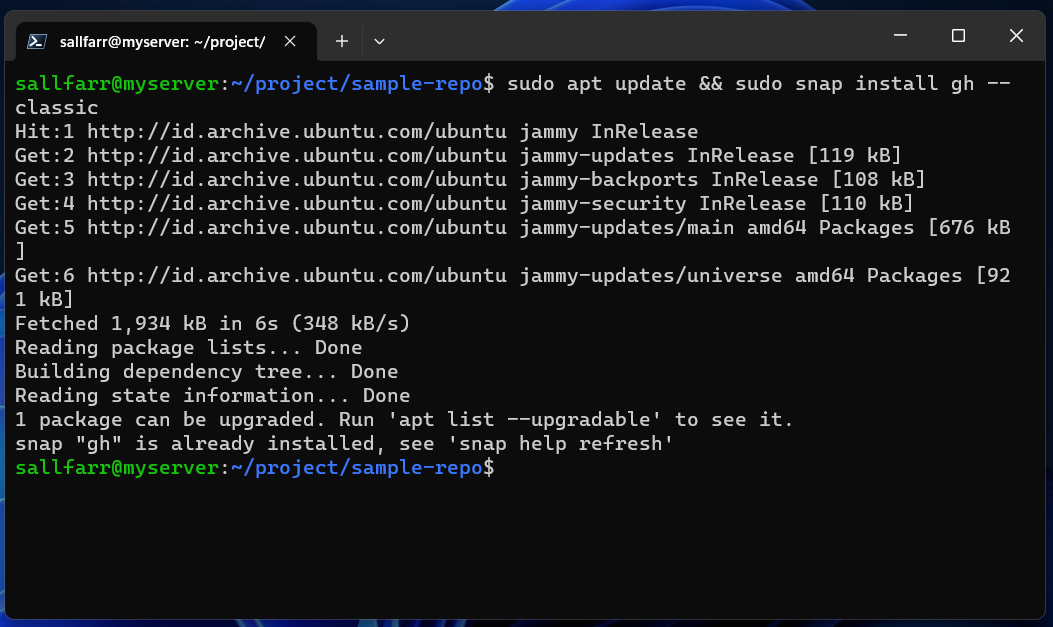 sallfarr@myserver: ~/project/
sallfarr@myserver:~/project/sample-repo$ sudo apt update && sudo snap install gh --
classic
Hit:1 http://id.archive.ubuntu.com/ubuntu jammy InRelease
Get:2 http://id.archive.ubuntu.com/ubuntu jammy-updates InRelease [119 kB]
Get:3 http://id.archive.ubuntu.com/ubuntu jammy-backports InRelease [108 kB]
Get:4 http://id.archive.ubuntu.com/ubuntu jammy-security InRelease [110 kB]
Get:5 http://id.archive.ubuntu.com/ubuntu jammy-updates/main amd64 Packages [676 kB
]
Get:6 http://id.archive.ubuntu.com/ubuntu jammy-updates/universe amd64 Packages [92
1 kB]
Fetched 1,934 kB in 6s (348 kB/s)
Reading package lists... Done
Building dependency tree... Done
Reading state information... Done
1 package can be upgraded. Run 'apt list --upgradable' to see it.
snap "gh" is already installed, see 'snap help refresh'
sallfarr@myserver:~/project/sample-repo$